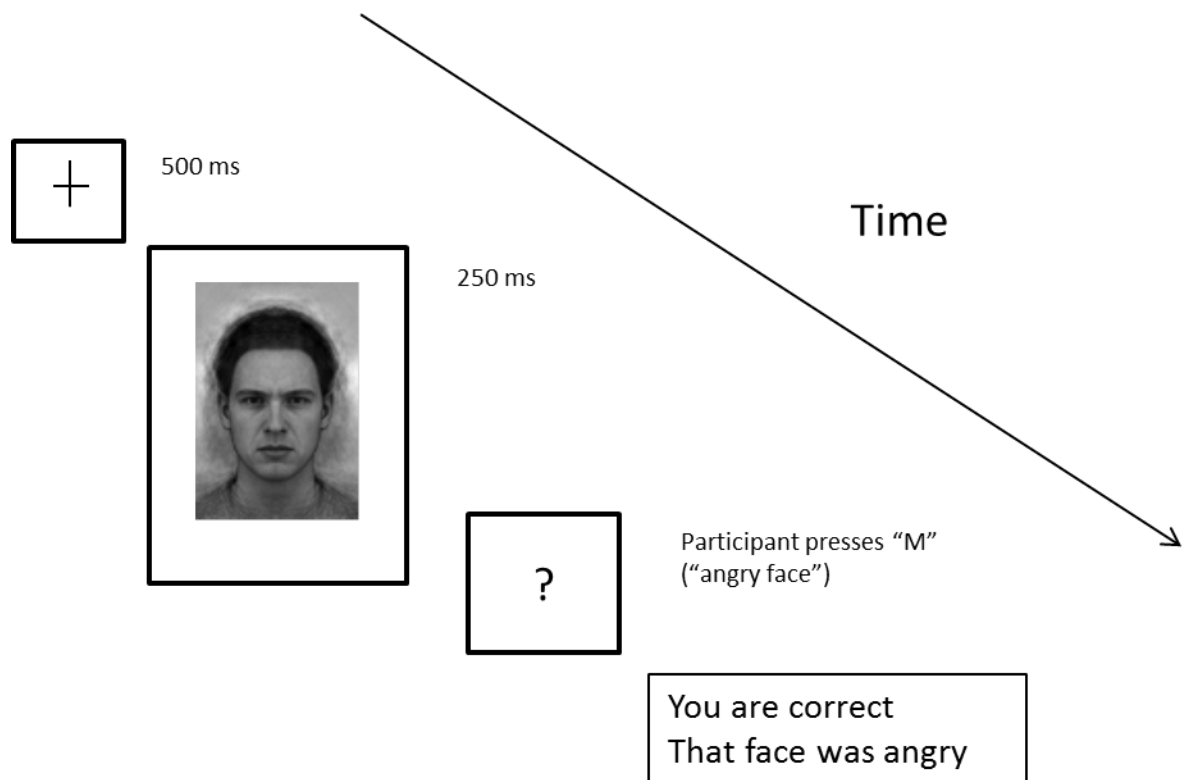 500 ms
Time
250 ms
Participant presses “M”
(“angry face”)
?
You are correct
That face was angry